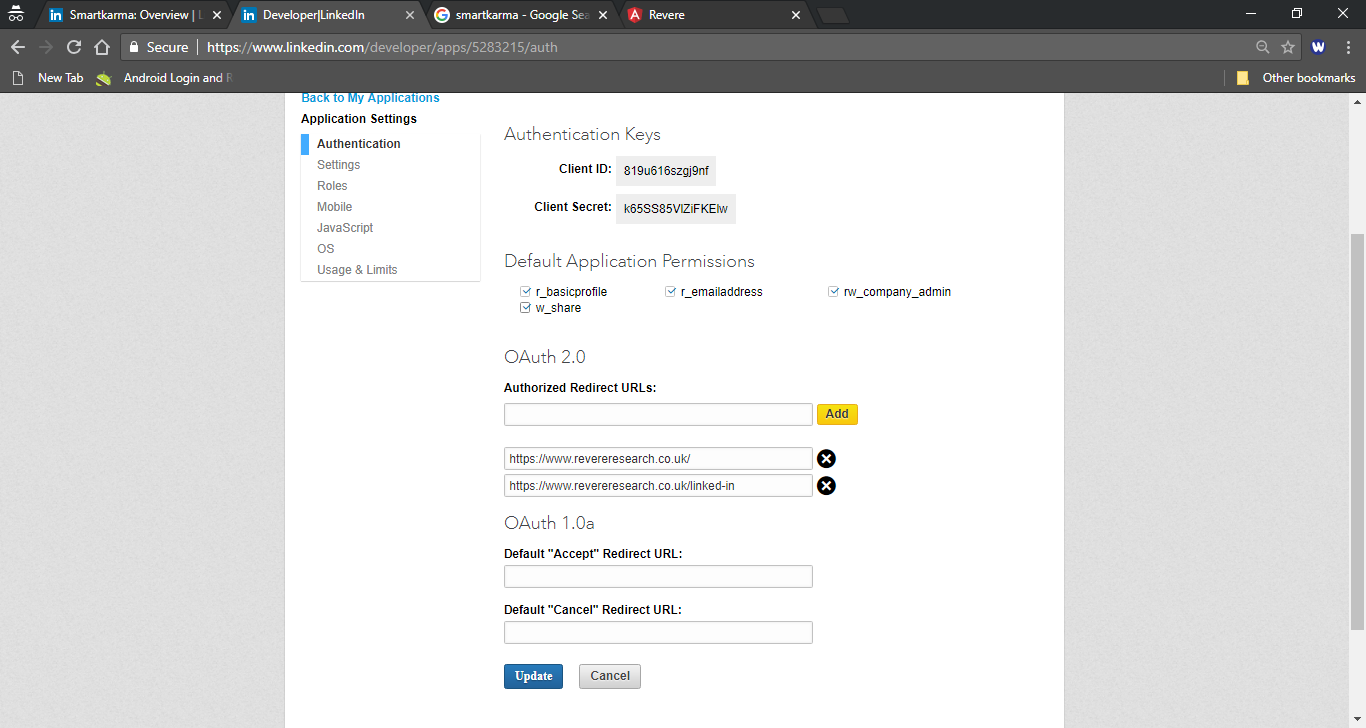 Smartkarma: Overview | L
Developer|LinkedIn
smartkarma - Google Sea
Revere
Secure
https://www.linkedin.com/developer/apps/5283215/auth
W
New Tab
Android Login and R
Other bookmarks
Back to My Applications
Application Settings
Authentication
Settings
Roles
Mobile
JavaScript
OS
Usage & Limits
Authentication Keys
Client ID: 819u616szgj9nf
Client Secret:
Default Application Permissions
r_basicprofile r_emailaddress rw_company_admin
w_share
OAuth 2.0
Authorized Redirect URLs:
Add
https://www.revereresearch.co.uk/
https://www.revereresearch.co.uk/linked-in
OAuth 1.0a
Default "Accept" Redirect URL:
Default "Cancel" Redirect URL:
Update Cancel